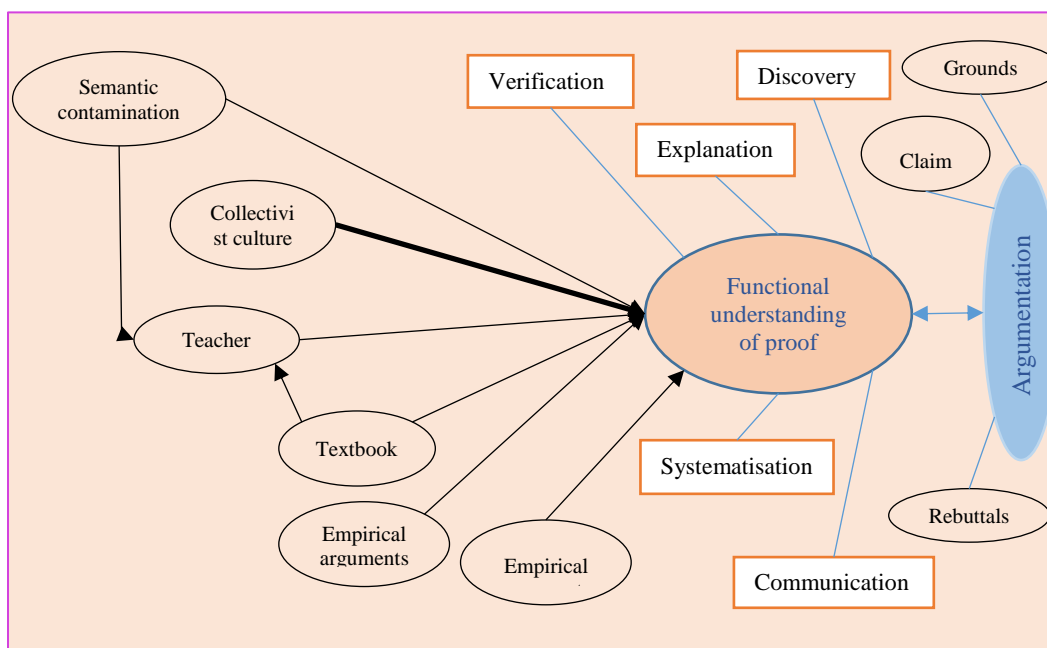 Semantic
contamination
Collectivi
st culture
Teacher
Textbook
Empirical
arguments
Empirical
Verification
Explanation
Discovery
Functional
understanding
of proof
Systematisation
Communication
Grounds
Claim
Argumentation
Rebuttals